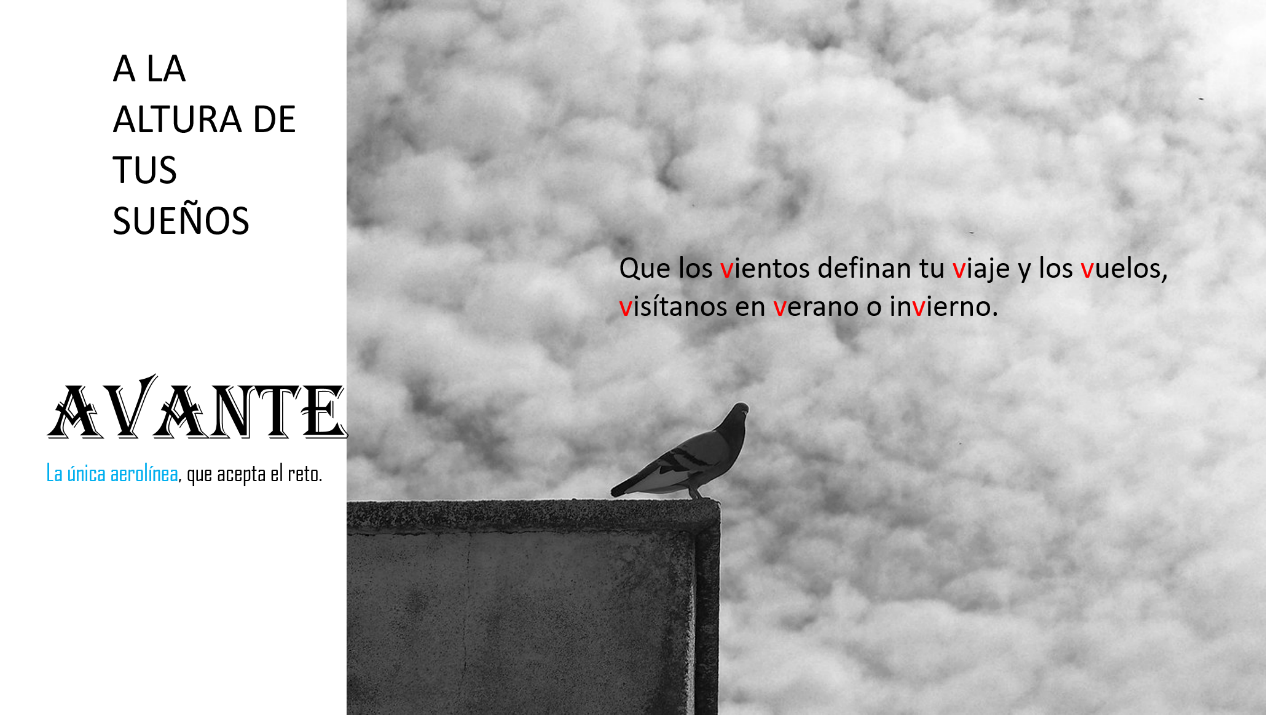 A LA
ALTURA DE
TUS
SUEÑOS
AVANTE
La única aerolínea, que acepta el reto.
Que los vientos definan tu viaje y los vuelos,
visítanos en verano o invierno.